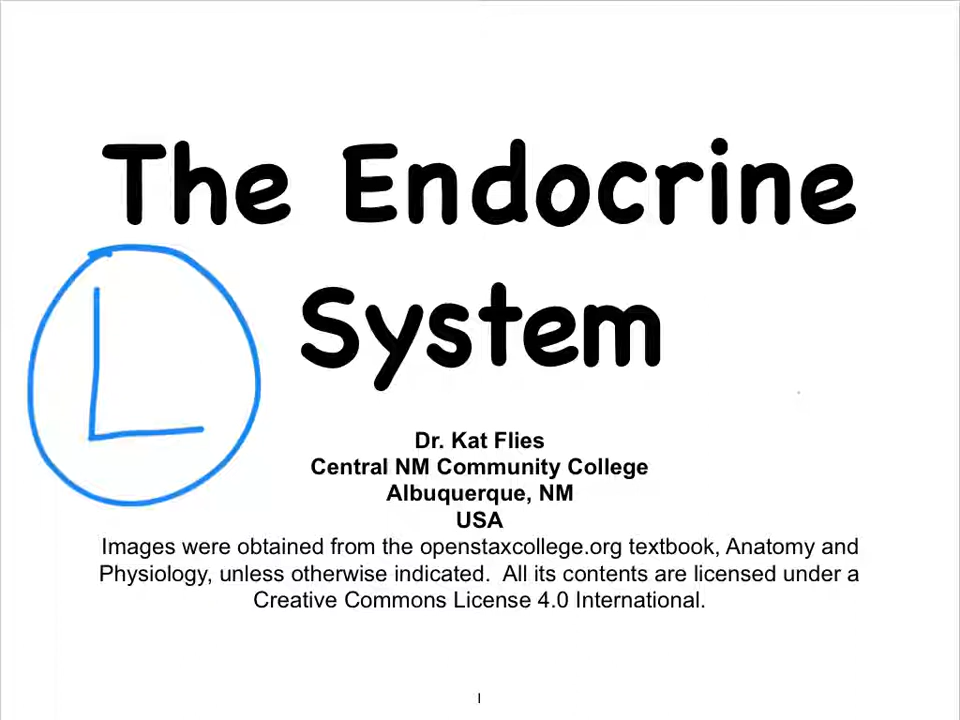 The Endocrine
System
L
Dr. Kat Flies
Central NM Community College
Albuquerque, NM
USA
Images were obtained from the openstaxcollege.org textbook, Anatomy and
Physiology, unless otherwise indicated.  All its contents are licensed under a
Creative Commons License 4.0 International.
1